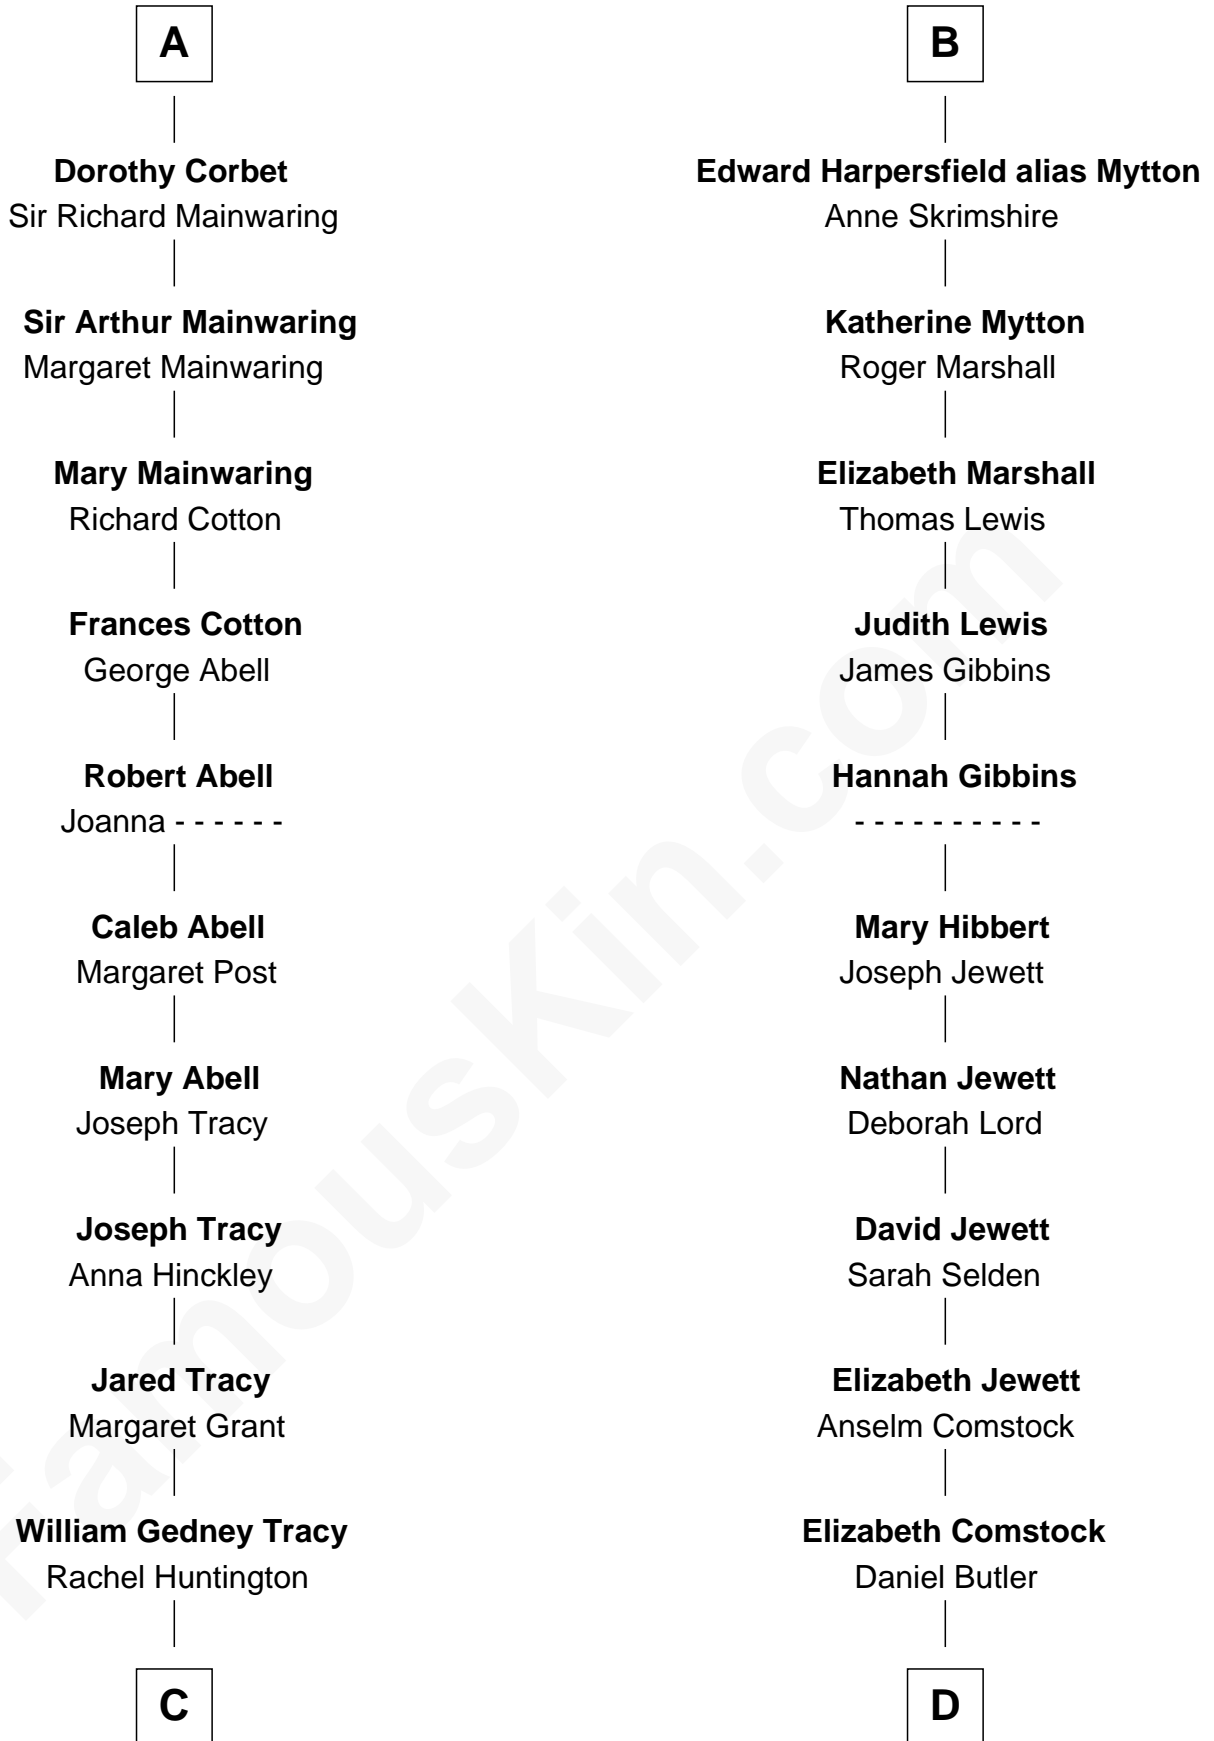 A
Dorothy Corbet
Sir Richard Mainwaring
Sir Arthur Mainwaring
Margaret Mainwaring
Mary Mainwaring
Richard Cotton
Frances Cotton
George Abell
Robert Abell
Joanna - - - - - -
Caleb Abell
Margaret Post
Mary Abell
Joseph Tracy
Joseph Tracy
Anna Hinckley
Jared Tracy
Margaret Grant
William Gedney Tracy
Rachel Huntington
C
B
Edward Harpersfield alias Mytton
Anne Skrimshire
Katherine Mytton
Roger Marshall
Elizabeth Marshall
Thomas Lewis
Judith Lewis
James Gibbins
Hannah Gibbins
- - - - - - - - - -
Mary Hibbert
Joseph Jewett
Nathan Jewett
Deborah Lord
David Jewett
Sarah Selden
Elizabeth Jewett
Anselm Comstock
Elizabeth Comstock
Daniel Butler
D
FamousKin.com